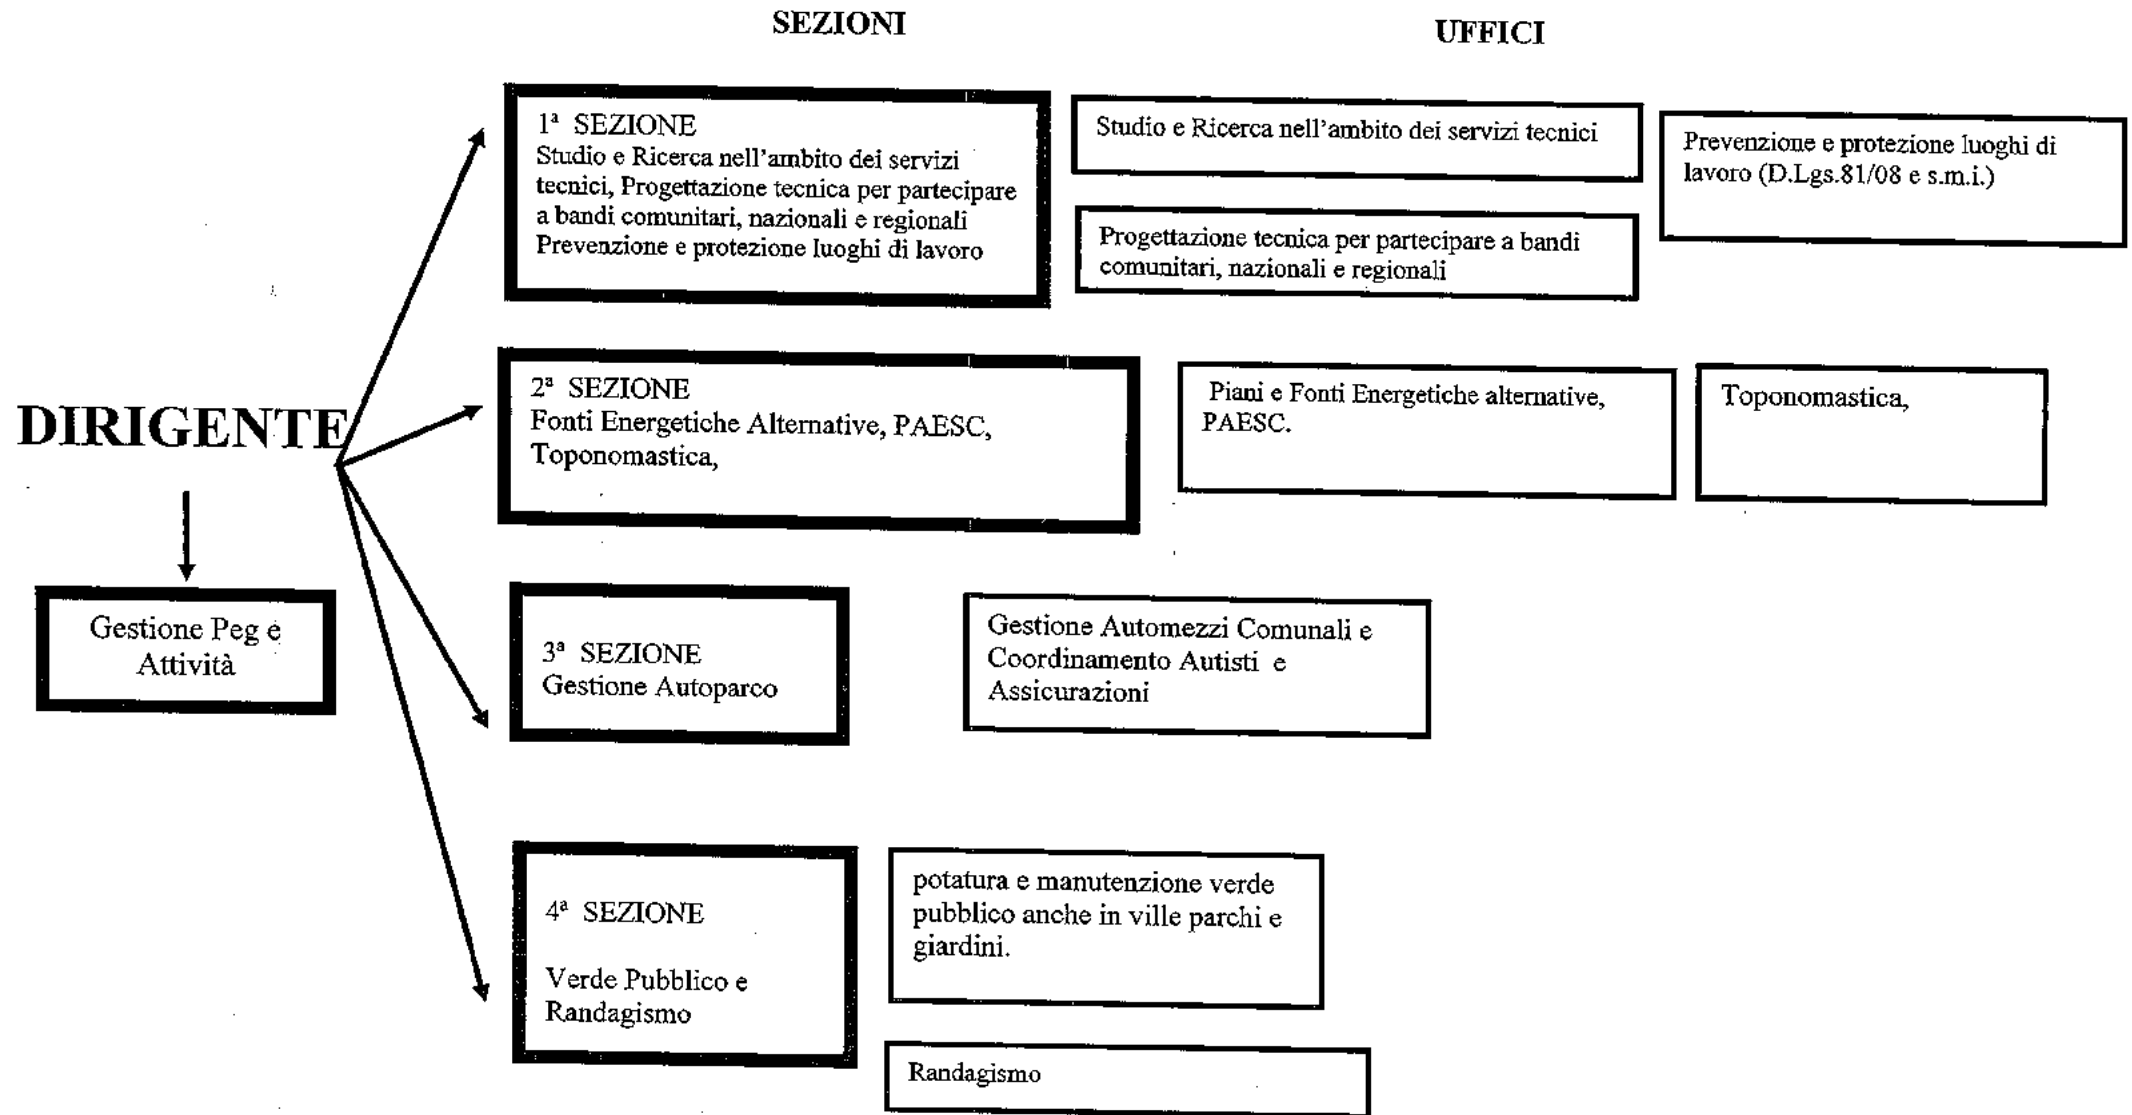 SEZIONI
UFFICI
1ª SEZIONE
Studio e Ricerca nell'ambito dei servizi
tecnici, Progettazione tecnica per partecipare
a bandi comunitari, nazionali e regionali
Prevenzione e protezione luoghi di lavoro
Studio e Ricerca nell'ambito dei servizi tecnici
Progettazione tecnica per partecipare a bandi
comunitari, nazionali e regionali
Prevenzione e protezione luoghi di
lavoro (D.Lgs.81/08 e s.m.i.)
DIRIGENTE
2ª SEZIONE
Fonti Energetiche Alternative, PAESC,
Toponomastica,
Piani e Fonti Energetiche alternative,
PAESC.
Toponomastica,
Gestione Peg e
Attività
3ª SEZIONE
Gestione Autoparco
Gestione Automezzi Comunali e
Coordinamento Autisti e
Assicurazioni
4ª SEZIONE
Verde Pubblico e
Randagismo
potatura e manutenzione verde
pubblico anche in ville parchi e
giardini.
Randagismo